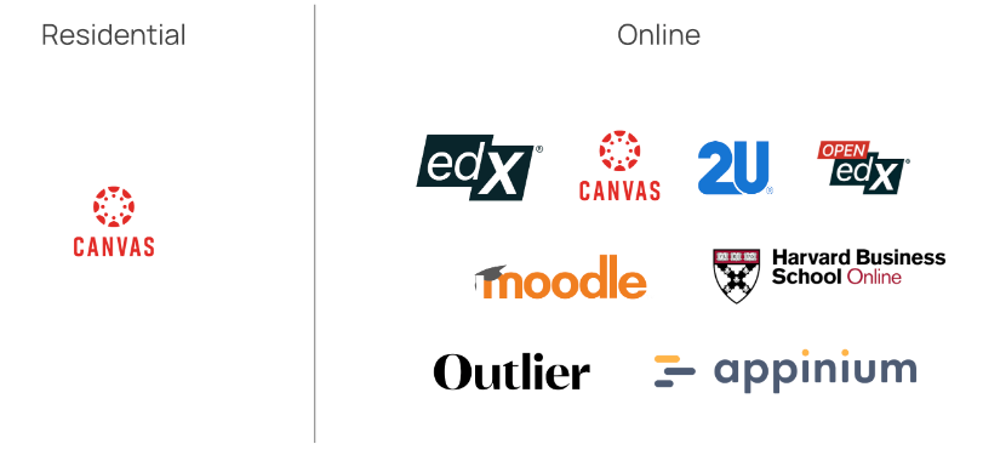 Residential
Online
CANVAS
edX®
CANVAS
2U®
OPEN
edX®
moodle
Harvard Business
School Online
Outlier
appinium